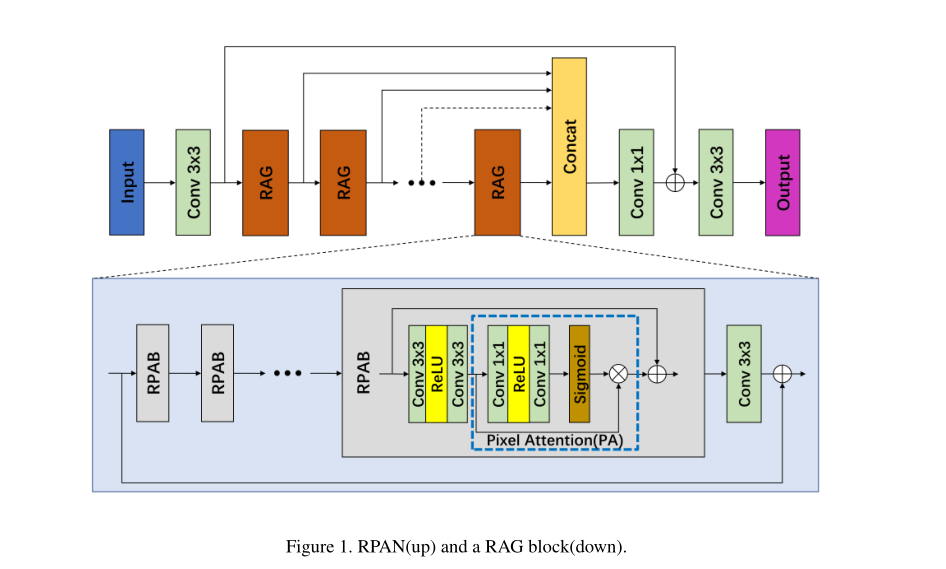 Input
Conv 3x3
RAG
RAG
RAG
Concat
Conv 1x1
Conv 3x3
Output
RPAB
RPAB
RPAB
Conv 3x3
ReLU
Conv 3x3
Conv 1x1
ReLU
Conv 1x1
Sigmoid
Pixel Attention(PA)
Conv 3x3
Figure 1. RPAN(up) and a RAG block(down).